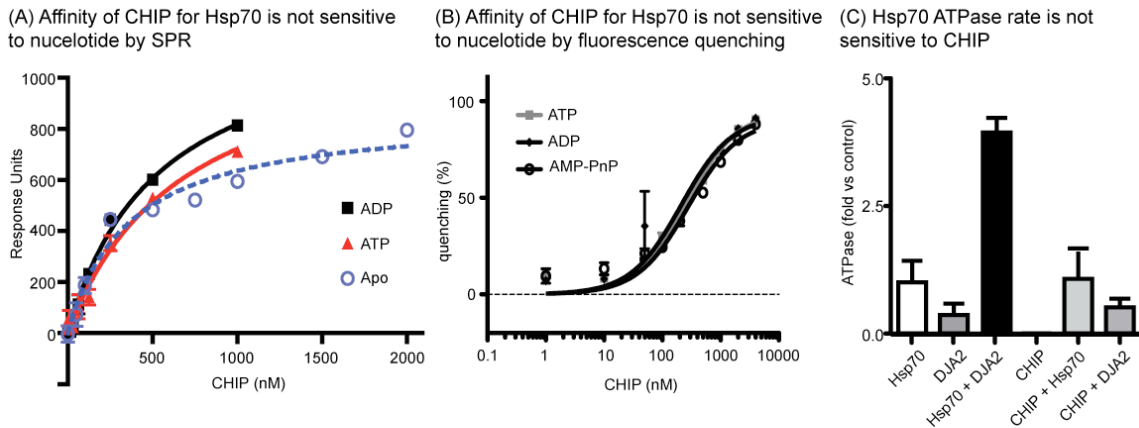 (A) Affinity of CHIP for Hsp70 is not sensitive
to nucelotide by SPR
1000
800
600
400
200
0
Response Units
500
1000
1500
2000
CHIP (nM)
ADP
ATP
Apo
(B) Affinity of CHIP for Hsp70 is not sensitive
to nucelotide by fluorescence quenching
100
50
0
quenching (%)
ATP
ADP
AMP-PnP
0.1
1
10
100
1000
10000
CHIP (nM)
(C) Hsp70 ATPase rate is not
sensitive to CHIP
5.0
2.5
0.0
ATPase (fold vs control)
Hsp70
DJA2
Hsp70 + DJA2
CHIP
CHIP + Hsp70
CHIP + DJA2